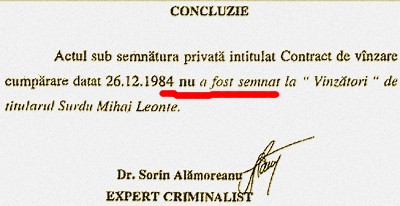 CONCLUZIE
Actul sub semnătura privată intitulat Contract de vînzare
cumpărare datat 26.12.1984 nu a fost semnat la " Vinzători " de
titularul Surdu Mihai Leonte.
Dr. Sorin Alămoreanu
EXPERT CRIMINALIST